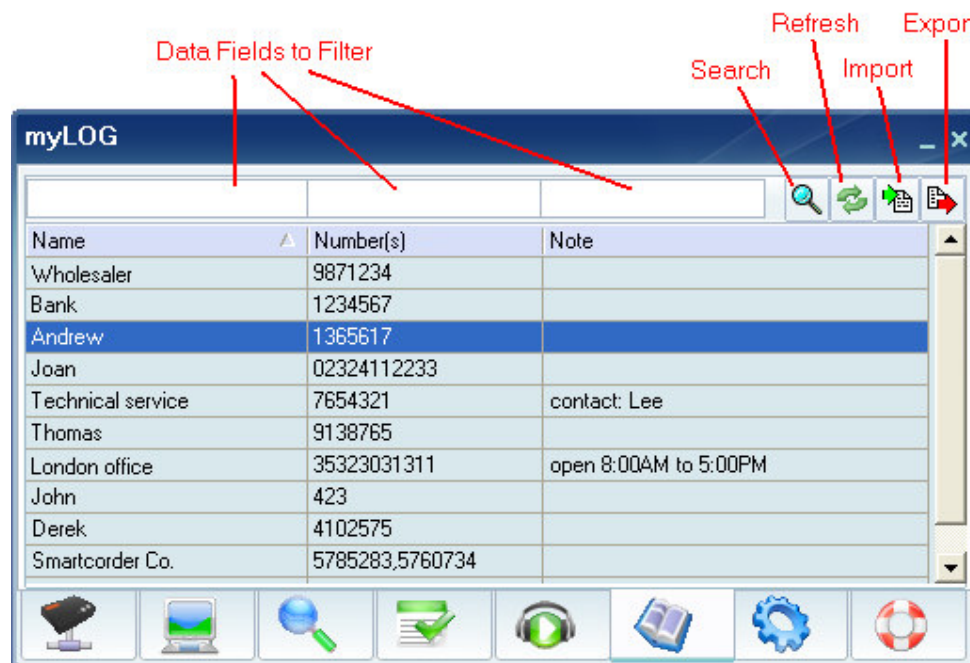 Refresh Expor
Data Fields to Filter
Search Import
myLOG
Name Number(s) Note
Wholesaler 9871234
Bank 1234567
Andrew 1365617
Joan 02324112233
Technical service 7654321 contact: Lee
Thomas 9138765
London office 35323031311 open 8:00AM to 5:00PM
John 423
Derek 4102575
Smartcorder Co. 5785283,5760734